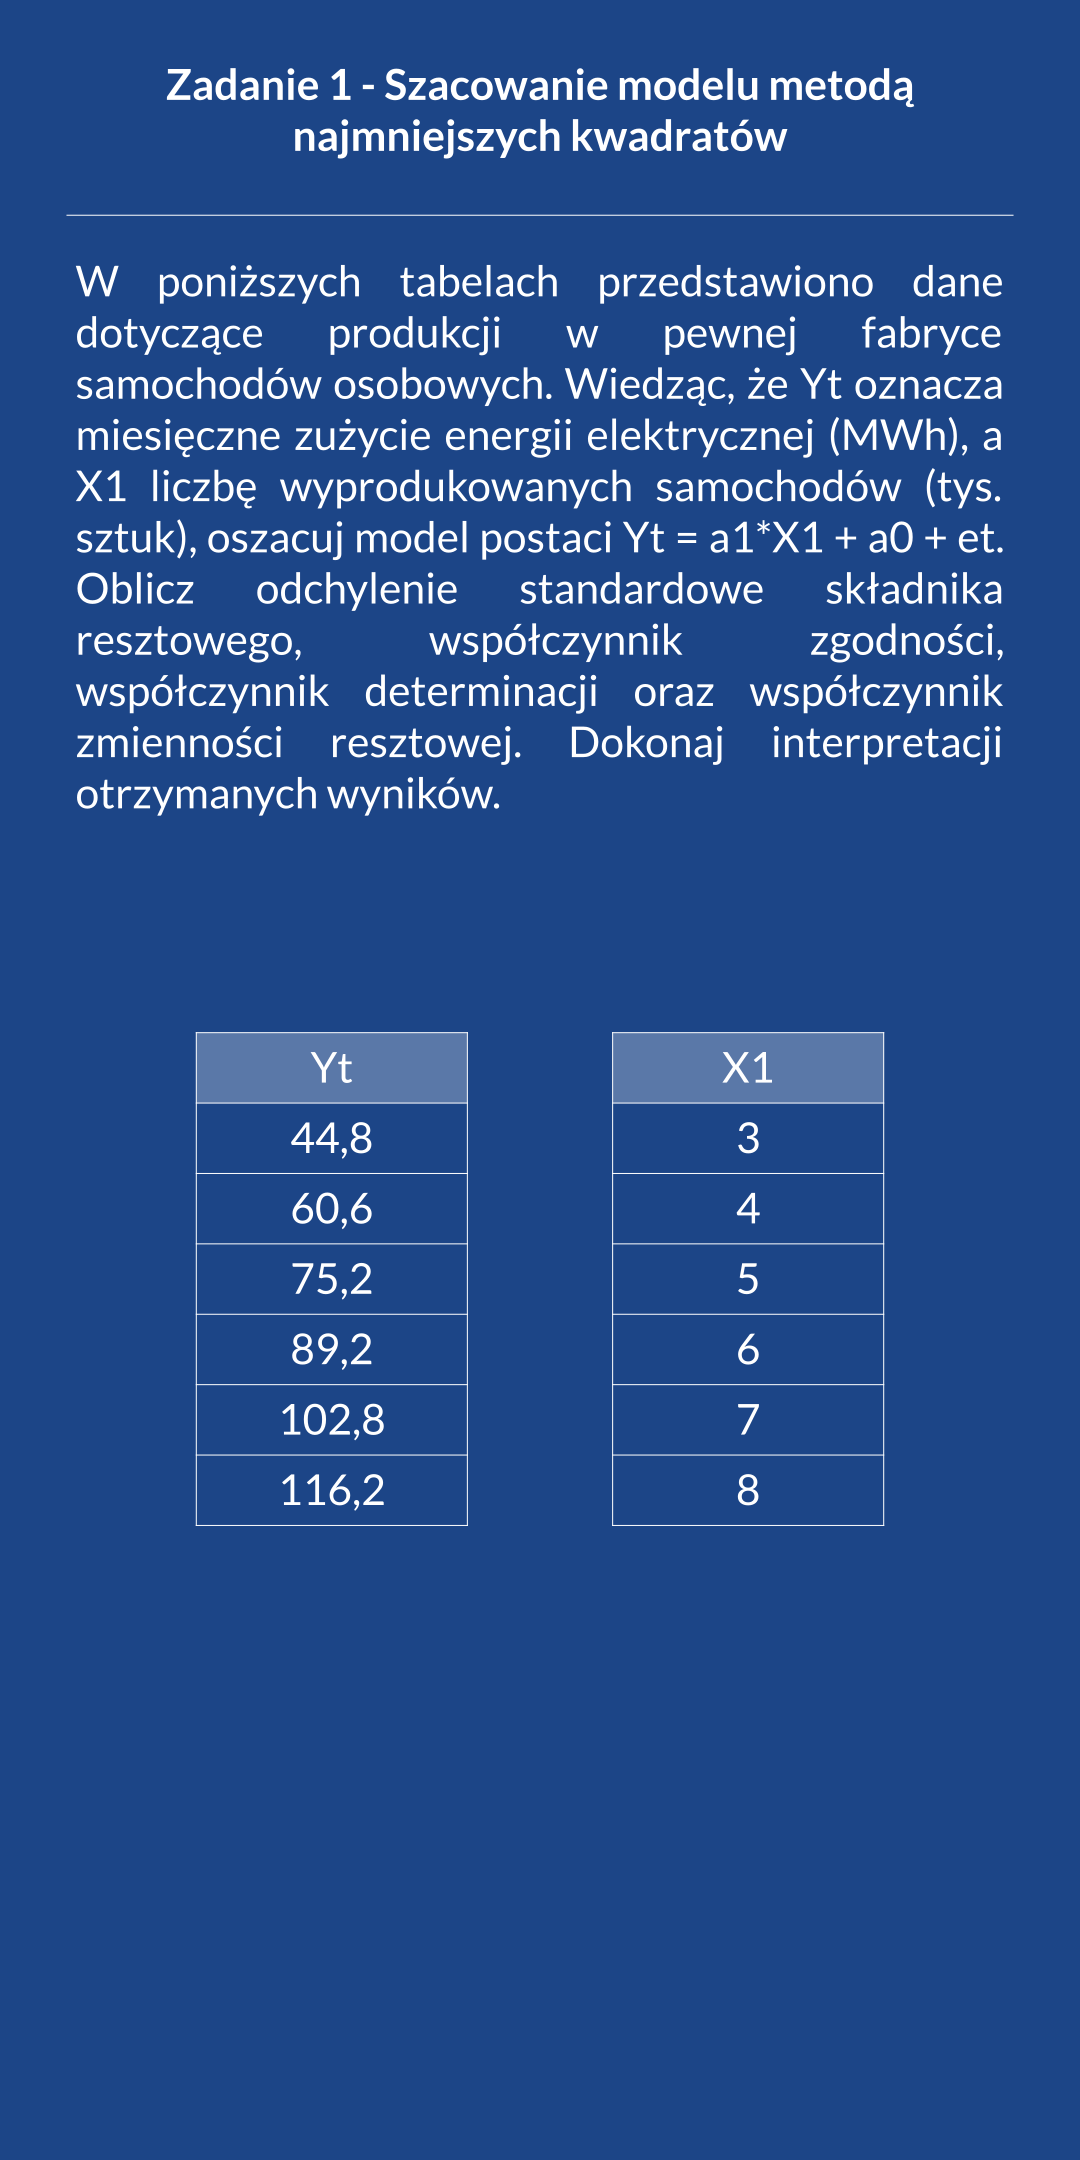 Zadanie 1 - Szacowanie modelu metodą
najmniejszych kwadratów
W poniższych tabelach przedstawiono dane
dotyczące produkcji w pewnej fabryce
samochodów osobowych. Wiedząc, że Yt oznacza
miesięczne zużycie energii elektrycznej (MWh), a
X1 liczbę wyprodukowanych samochodów (tys.
sztuk), oszacuj model postaci Yt = a1*X1 + a0 + et.
Oblicz odchylenie standardowe składnika
resztowego, współczynnik zgodności,
współczynnik determinacji oraz współczynnik
zmienności resztowej. Dokonaj interpretacji
otrzymanych wyników.
Yt X1
44,8 3
60,6 4
75,2 5
89,2 6
102,8 7
116,2 8